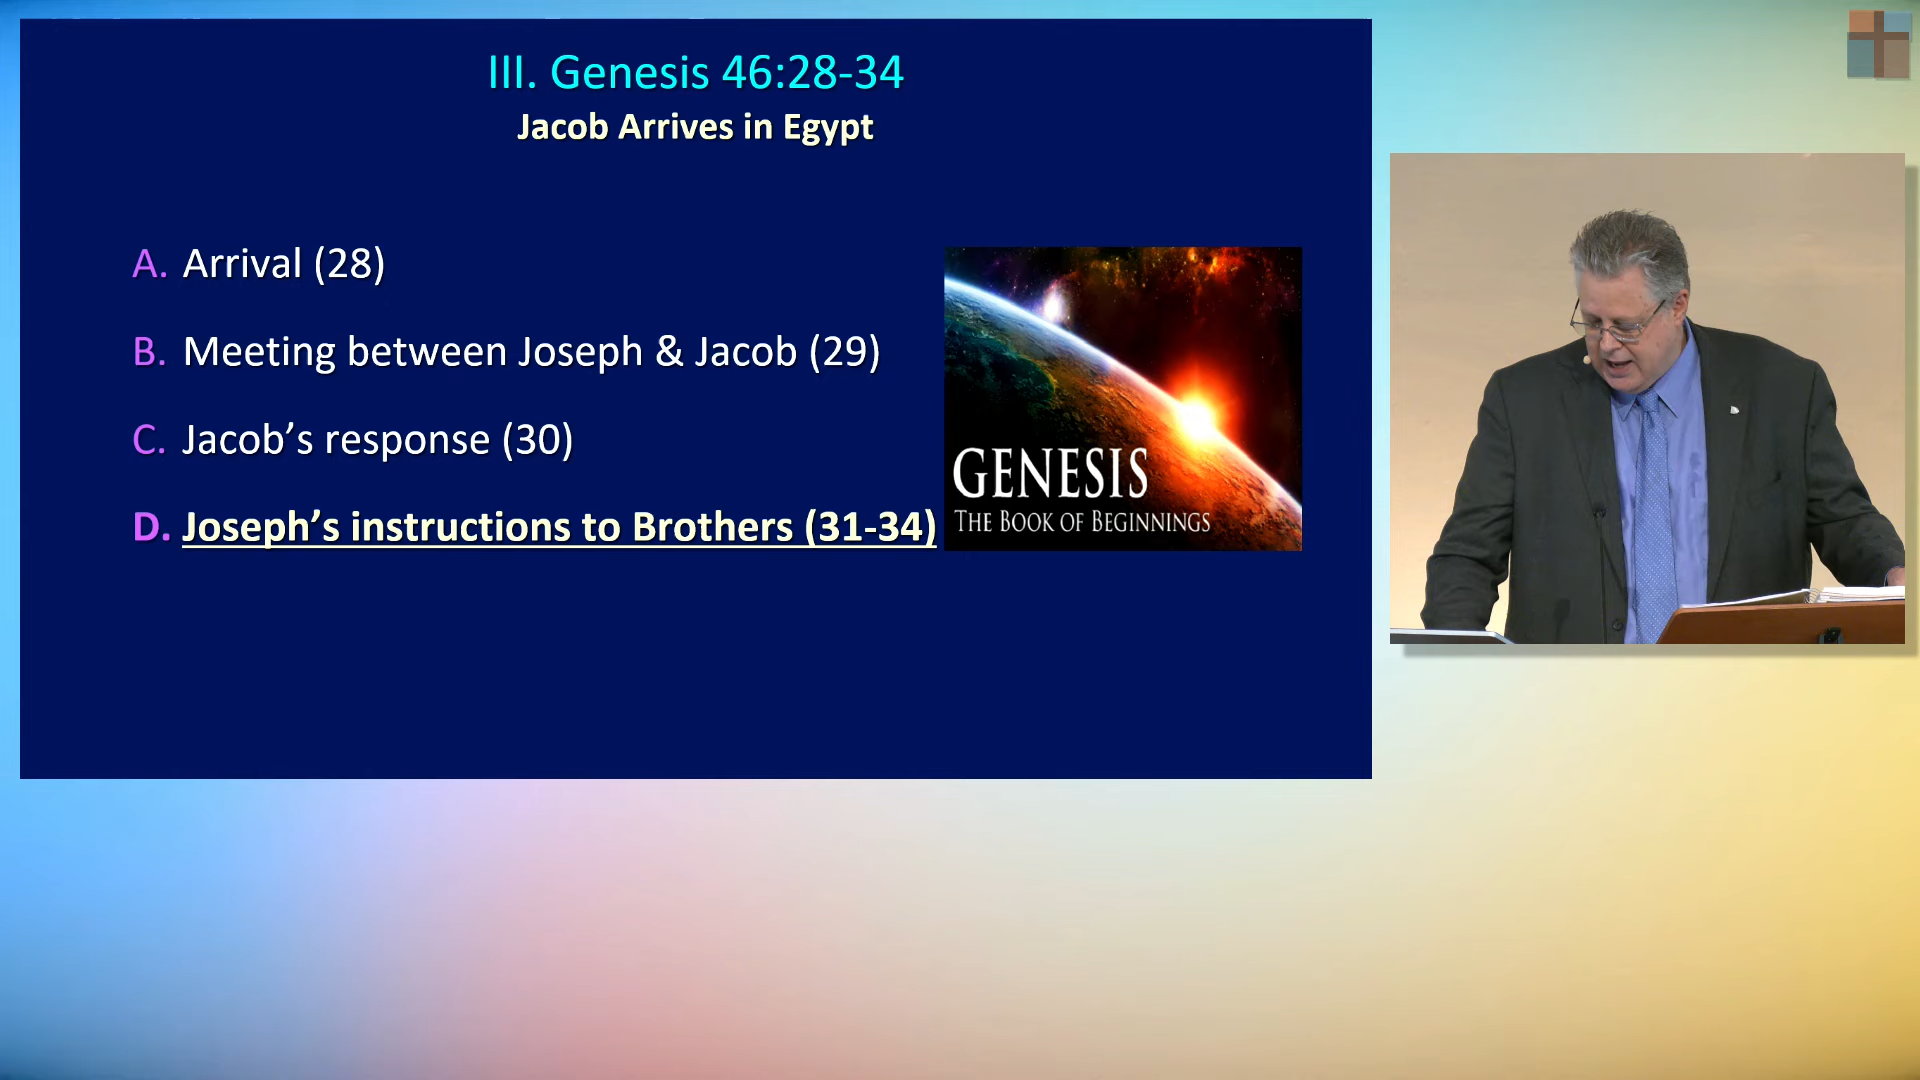 III. Genesis 46:28-34
Jacob Arrives in Egypt
A. Arrival (28)
B. Meeting between Joseph & Jacob (29)
C. Jacob’s response (30)
D. Joseph’s instructions to Brothers (31-34)
GENESIS
THE BOOK OF BEGINNINGS